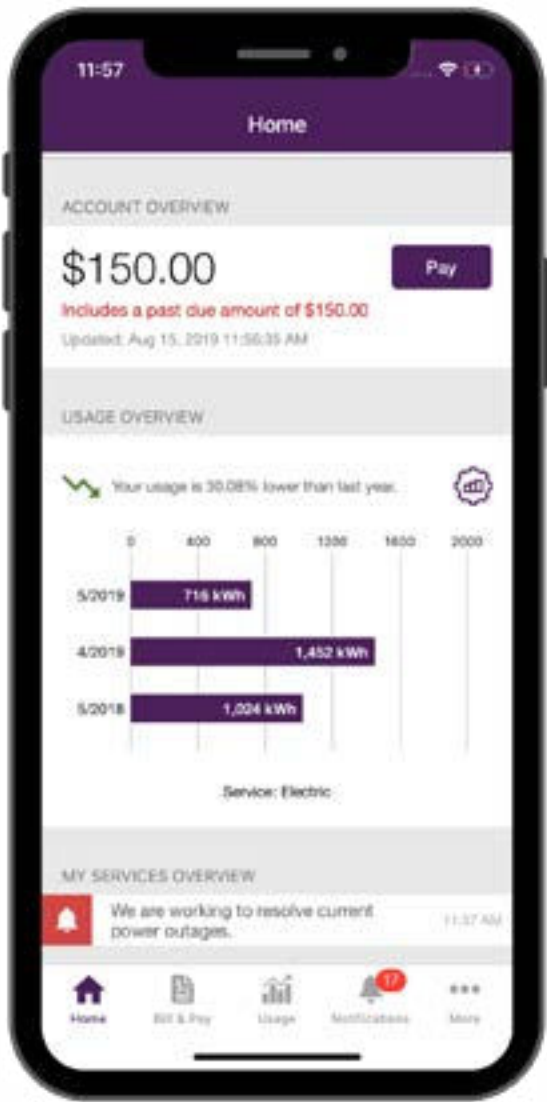 11:57
Home
ACCOUNT OVERVIEW
$150.00
Pay
Includes a past due amount of $150.00
Updated: Aug 15, 2019 11:56:35 AM
USAGE OVERVIEW
Your usage is 30.08% lower than last year.
0 400 800 1200 1600 2000
5/2019 716 kWh
4/2019 1,452 kWh
5/2018 1,024 kWh
Service: Electric
MY SERVICES OVERVIEW
We are working to resolve current
power outages.
11:37 AM
Home Bill & Pay Usage Notifications 17 More